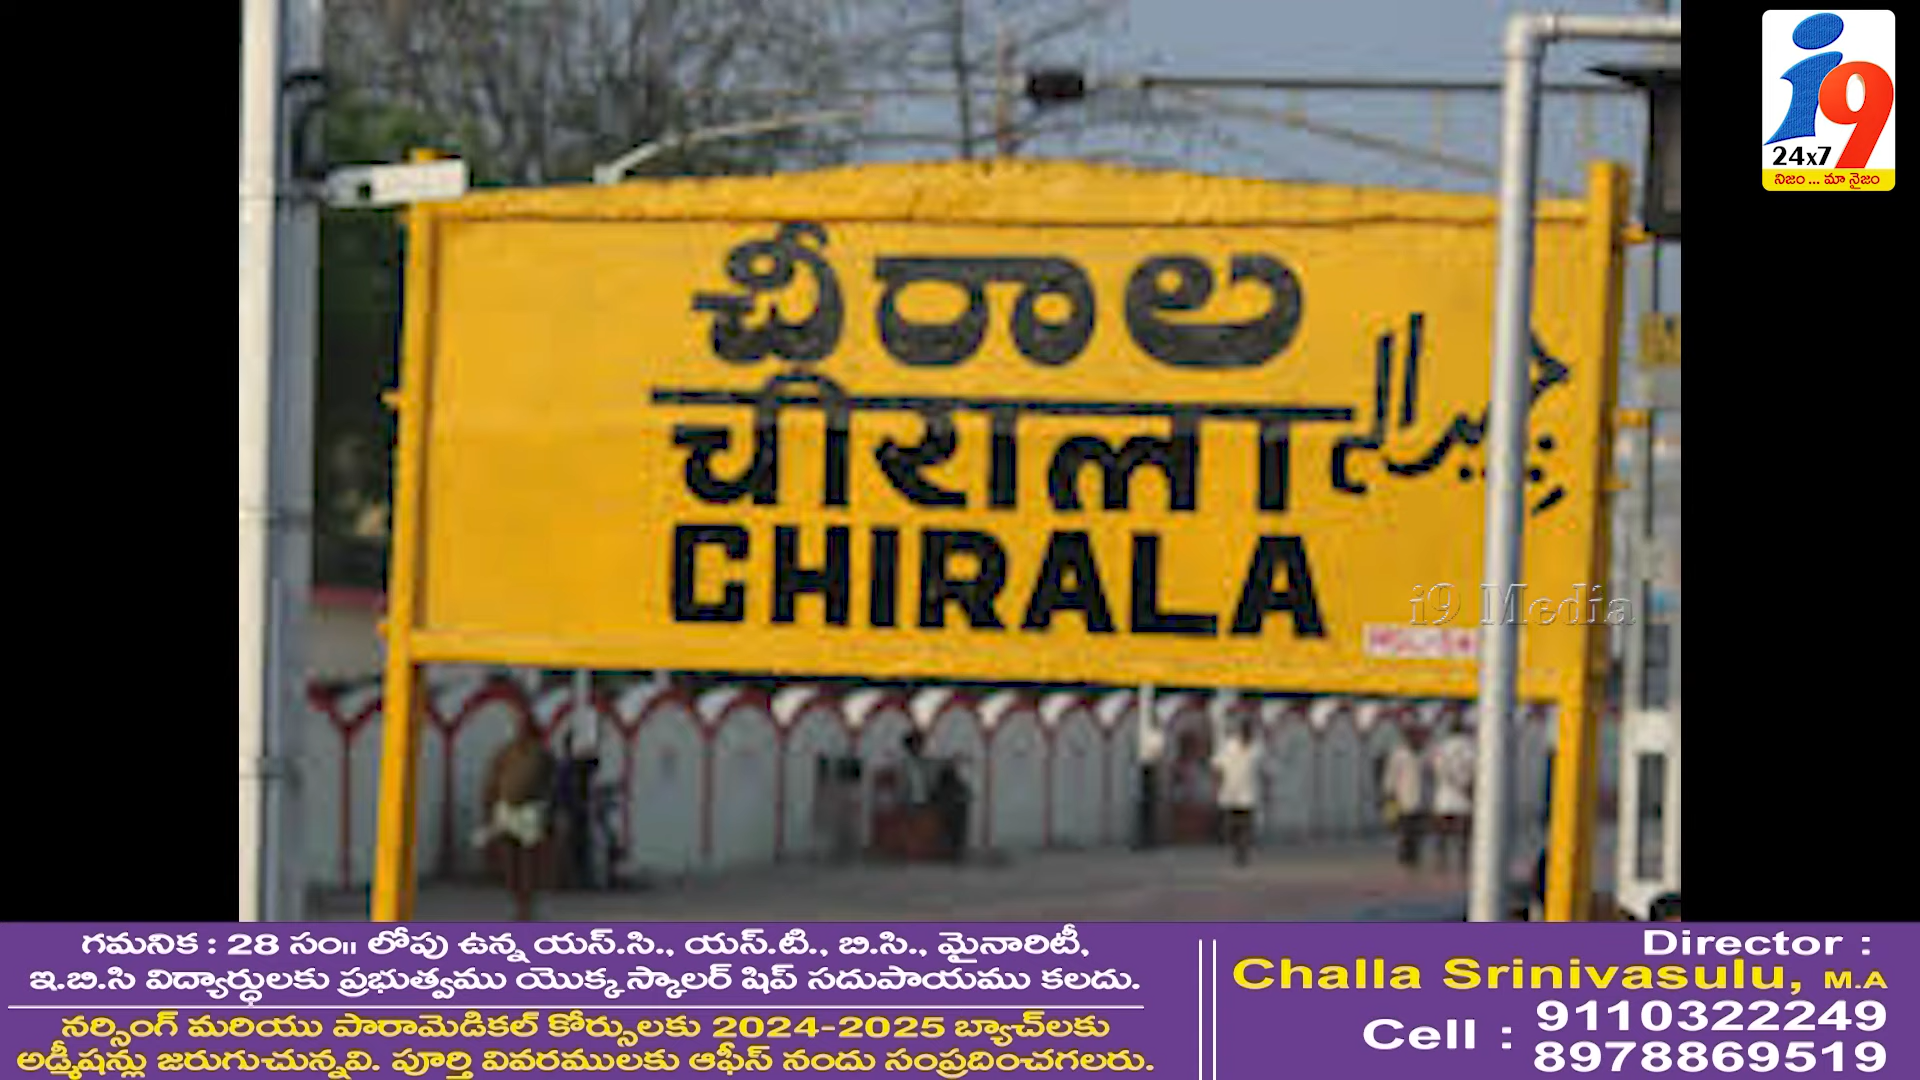 i9
24x7
నిజం... మా నైజం
చీరాల
चीराला
چیرالہ
CHIRALA
i9 Media
గమనిక : 28 సం॥ లోపు ఉన్న యస్.సి., యస్.టి., బి.సి., మైనారిటీ,
ఇ.బి.సి విద్యార్థులకు ప్రభుత్వము యొక్క స్కాలర్ షిప్ సదుపాయము కలదు.
నర్సింగ్ మరియు పారామెడికల్ కోర్సులకు 2024-2025 బ్యాచ్‌లకు
అడ్మీషన్లు జరుగుచున్నవి. పూర్తి వివరములకు ఆఫీస్ నందు సంప్రదించగలరు.
Director :
Challa Srinivasulu, M.A
Cell : 9110322249
8978869519